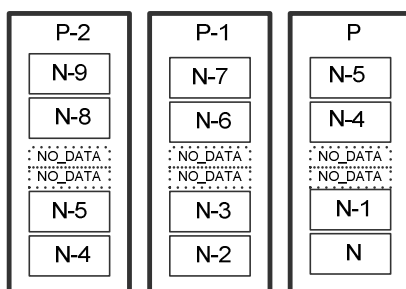 P-2
N-9
N-8
NO_DATA
NO_DATA
N-5
N-4
P-1
N-7
N-6
NO_DATA
NO_DATA
N-3
N-2
P
N-5
N-4
NO_DATA
NO_DATA
N-1
N